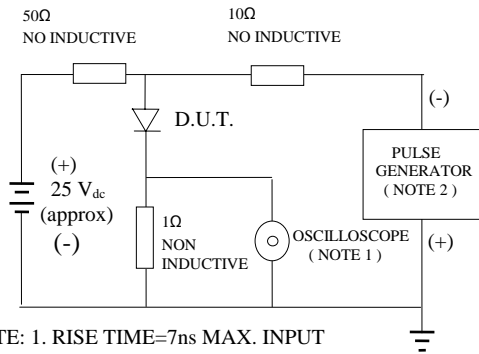 50Ω
NO INDUCTIVE
10Ω
NO INDUCTIVE
(-)
D.U.T.
PULSE
GENERATOR
( NOTE 2 )
(+)
25 Vdc
(approx)
(-)
1Ω
NON
INDUCTIVE
OSCILLOSCOPE
( NOTE 1 )
(+)
TE: 1. RISE TIME=7ns MAX. INPUT